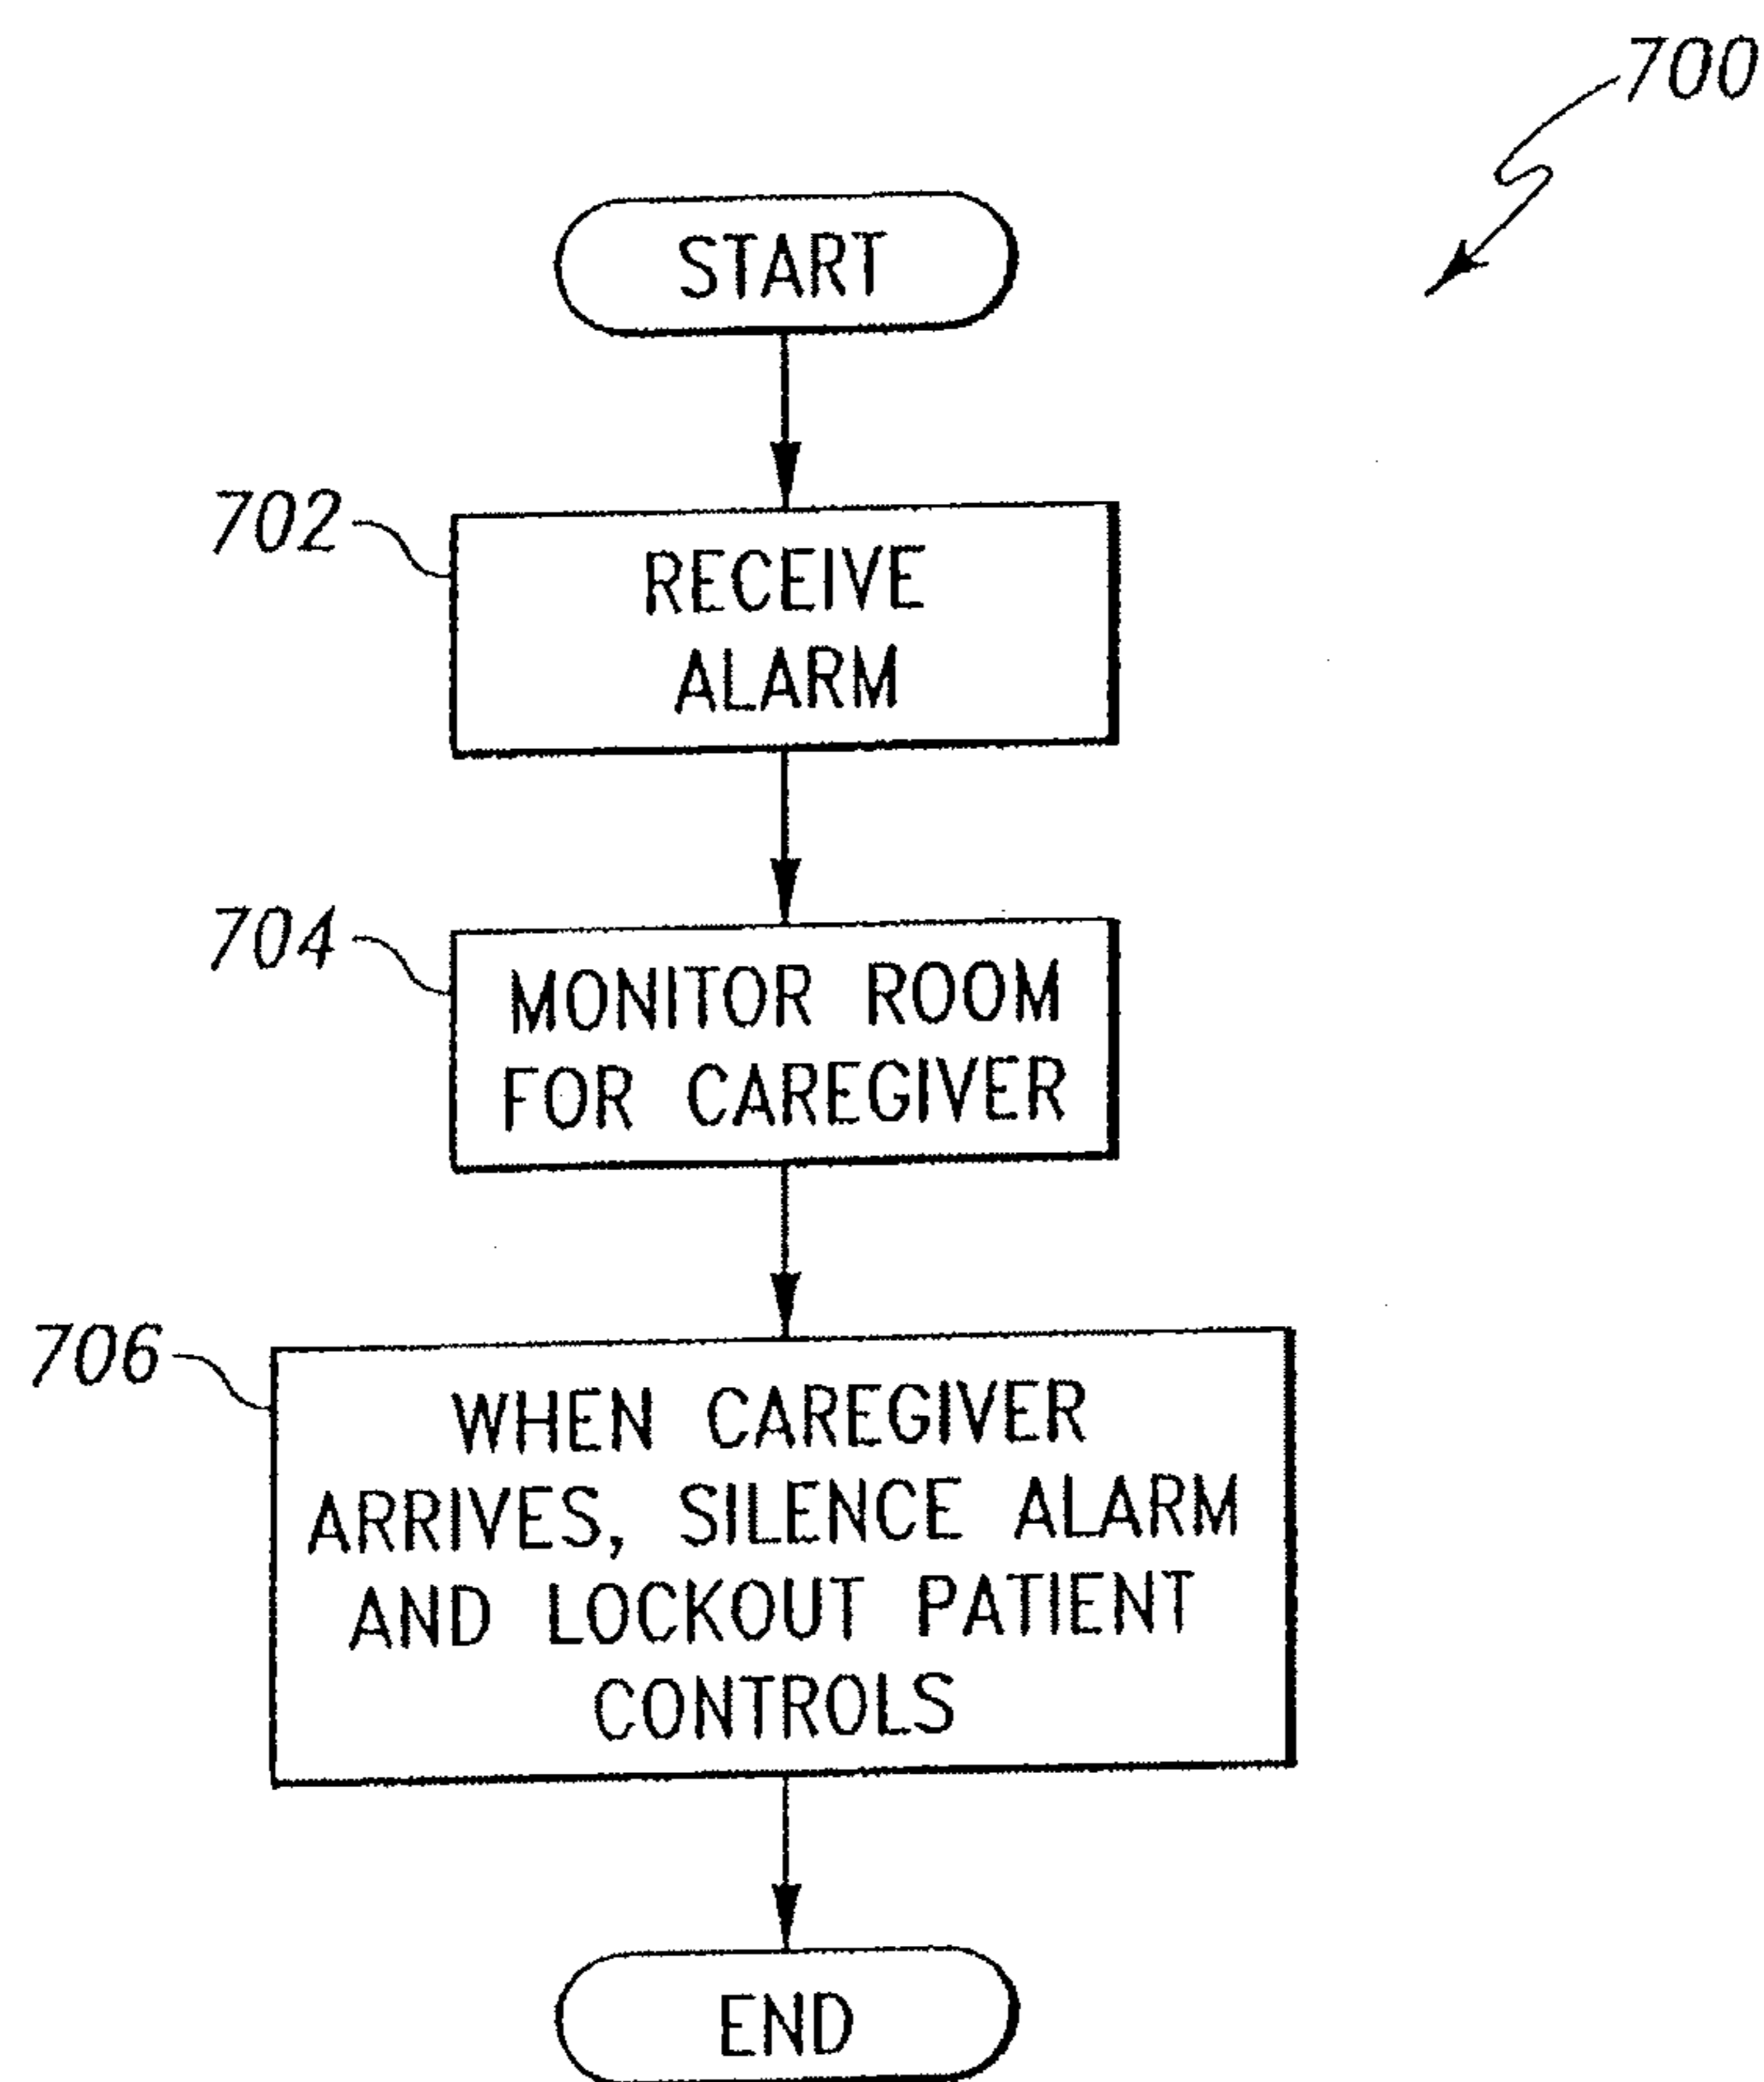 700
START
702
RECEIVE
ALARM
704
MONITOR ROOM
FOR CAREGIVER
706
WHEN CAREGIVER
ARRIVES, SILENCE ALARM
AND LOCKOUT PATIENT
CONTROLS
END